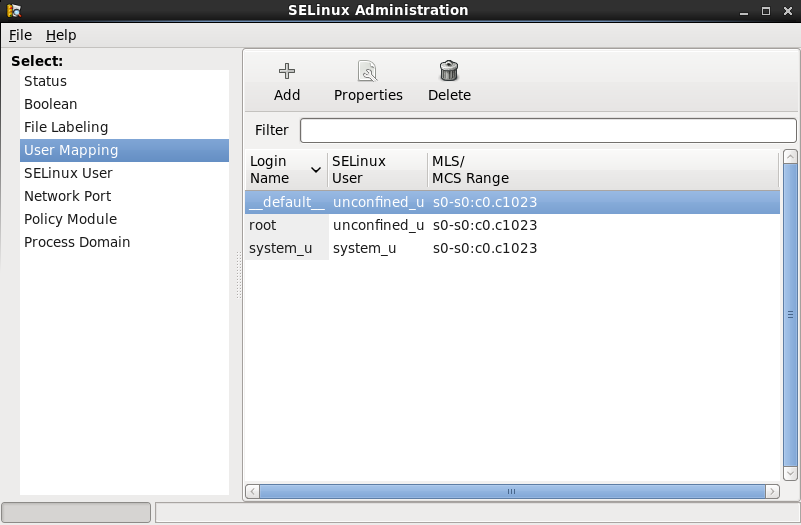 SELinux Administration
File Help
Select:
Status
Boolean
File Labeling
User Mapping
SELinux User
Network Port
Policy Module
Process Domain
Add Properties Delete
Filter
Login Name SELinux User MLS/ MCS Range
__default__ unconfined_u s0-s0:c0.c1023
root unconfined_u s0-s0:c0.c1023
system_u system_u s0-s0:c0.c1023